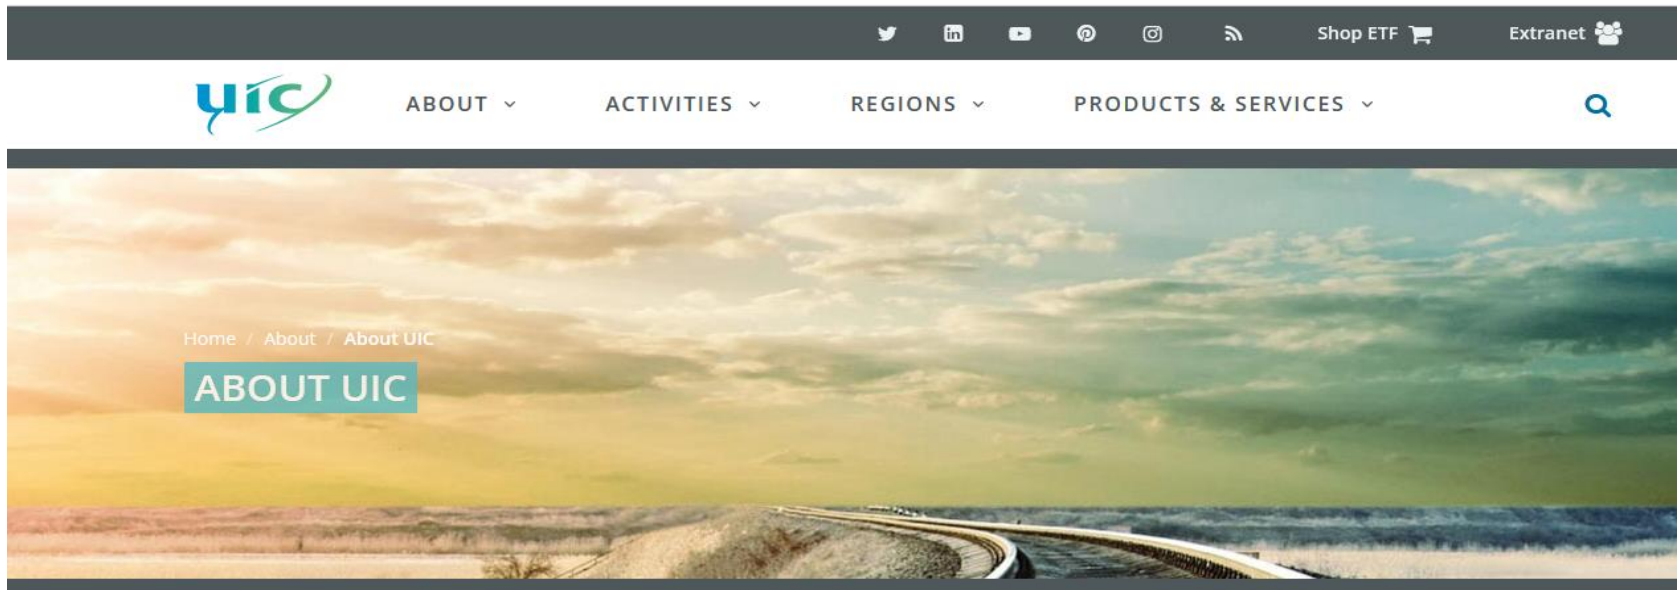 Shop ETF Extranet
uic ABOUT ACTIVITIES REGIONS PRODUCTS & SERVICES
Home / About / About UIC
ABOUT UIC